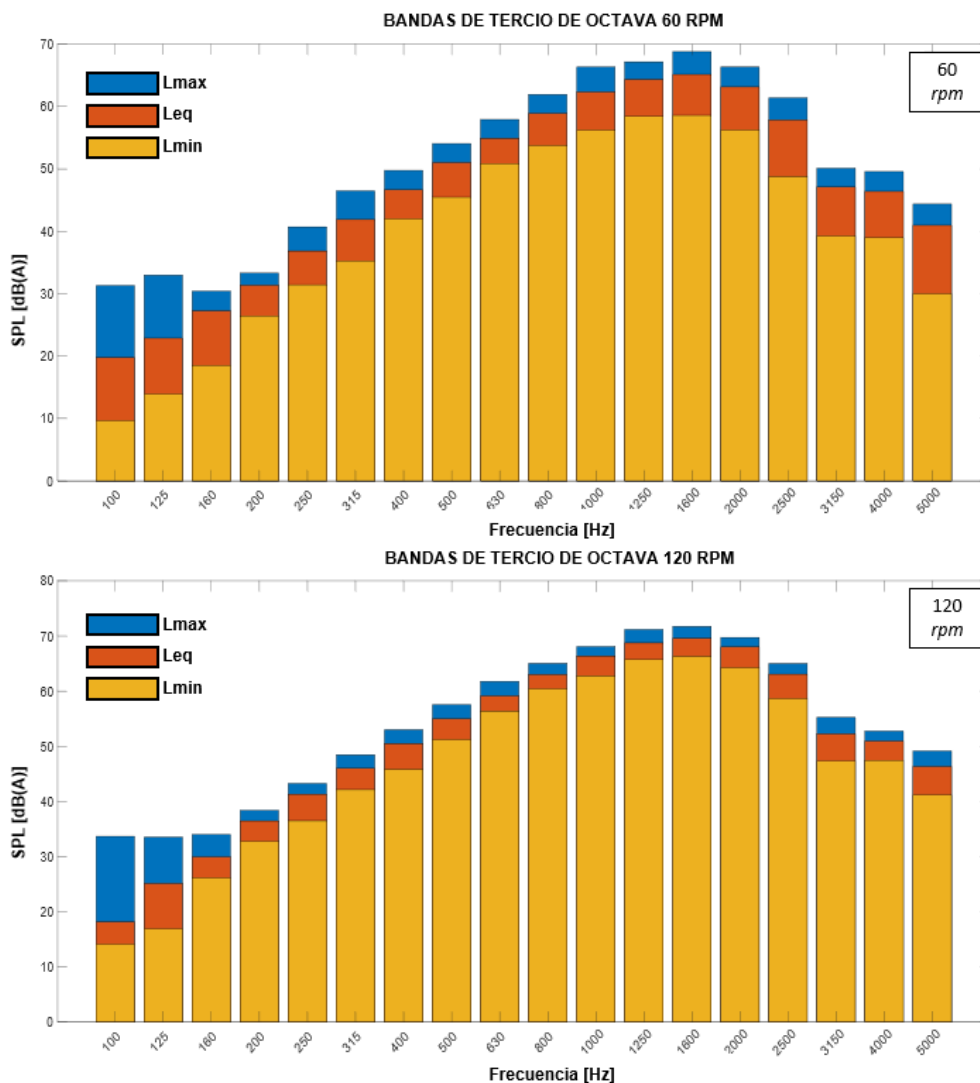 BANDAS DE TERCIO DE OCTAVA 60 RPM
70
60
50
40
30
20
10
0
SPL [dB(A)]
Lmax
Leq
Lmin
60
rpm
100 125 160 200 250 315 400 500 630 800 1000 1250 1600 2000 2500 3150 4000 5000
Frecuencia [Hz]
BANDAS DE TERCIO DE OCTAVA 120 RPM
80
70
60
50
40
30
20
10
0
SPL [dB(A)]
Lmax
Leq
Lmin
120
rpm
100 125 160 200 250 315 400 500 630 800 1000 1250 1600 2000 2500 3150 4000 5000
Frecuencia [Hz]